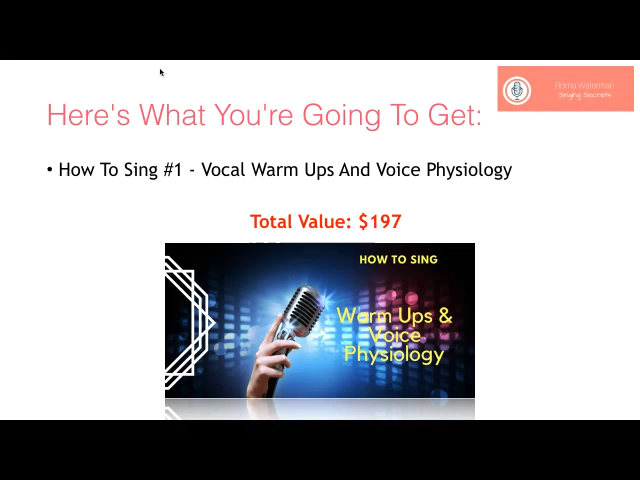 Roma Waterman
Singing Secrets
Here's What You're Going To Get:
• How To Sing #1 - Vocal Warm Ups And Voice Physiology
Total Value: $197
HOW TO SING
Warm Ups &
Voice
Physiology